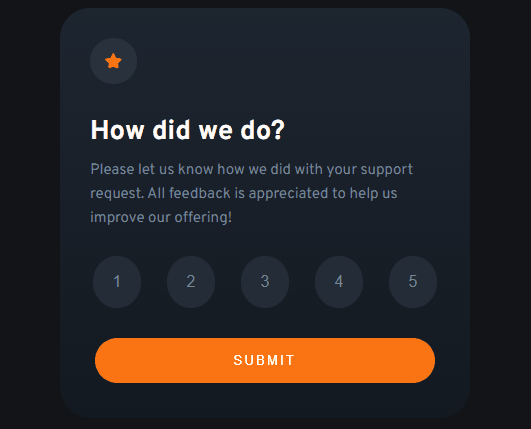 How did we do?
Please let us know how we did with your support
request. All feedback is appreciated to help us
improve our offering!
1 2 3 4 5
SUBMIT